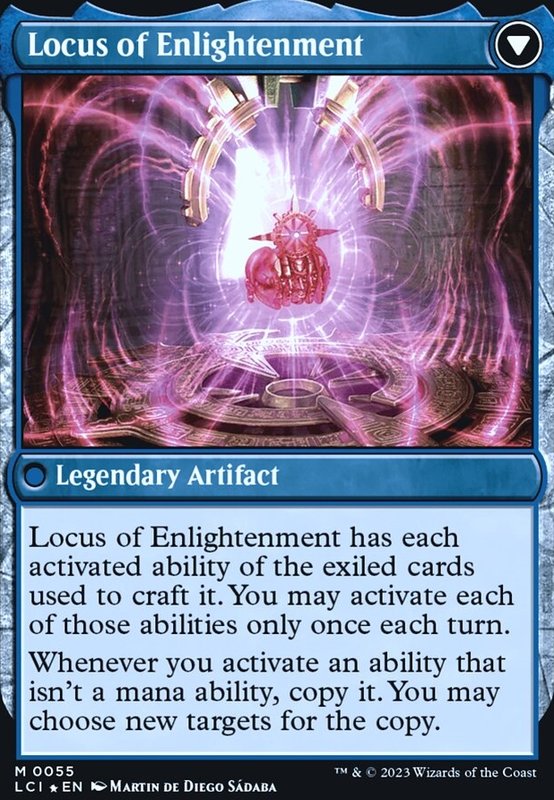 Locus of Enlightenment
Legendary Artifact
Locus of Enlightenment has each
activated ability of the exiled cards
used to craft it. You may activate each
of those abilities only once each turn.
Whenever you activate an ability that
isn't a mana ability, copy it. You may
choose new targets for the copy.
M 0055
LCI ★ EN Martin de Diego Sádaba
™ & © 2023 Wizards of the Coast